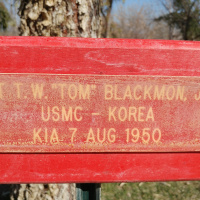 T. W. "TOM" BLACKMON, J
USMC - KOREA
KIA 7 AUG 1950